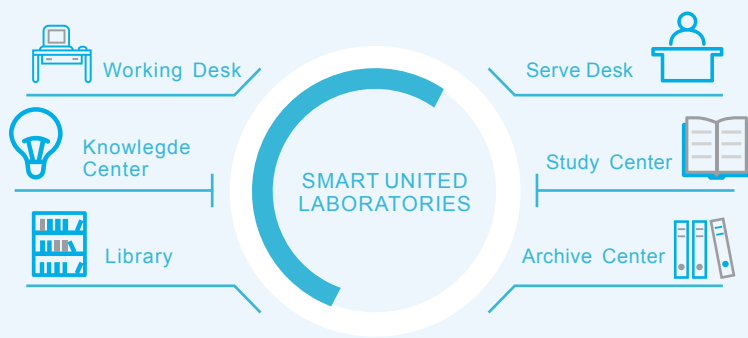 Working Desk
Knowlegde
Center
Library
SMART UNITED
LABORATORIES
Serve Desk
Study Center
Archive Center